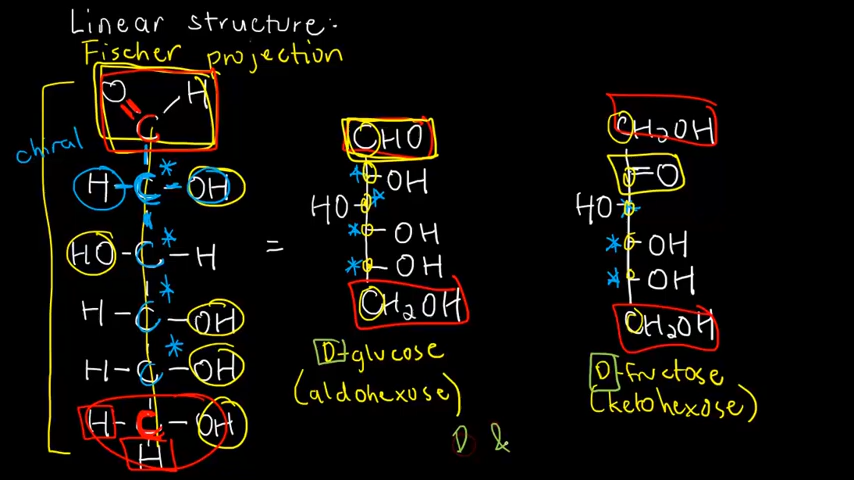 Linear structure:
Fischer projection
O H
C
chiral
H-C*-OH
HO-C*-H
H-C*-OH
H-C*-OH
H-C-OH
H
=
CHO
*OH
HO*
*-OH
*-OH
CH2OH
D-glucose
(aldohexose)
CH2OH
=O
HO*
*-OH
*-OH
CH2OH
D-fructose
(ketohexose)
D &